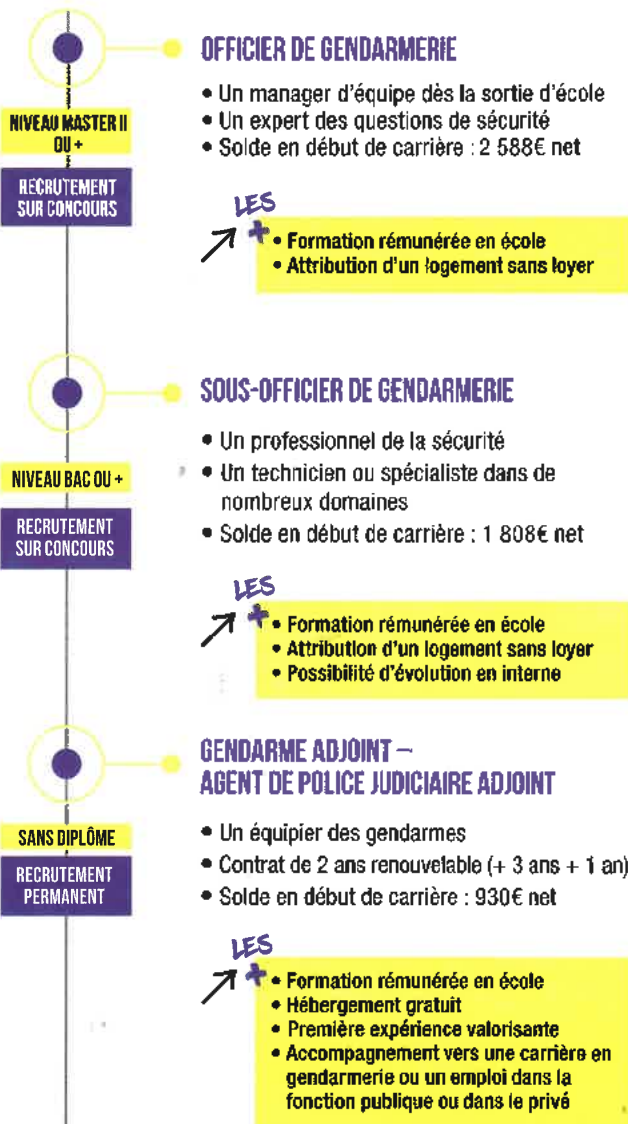 OFFICIER DE GENDARMERIE
• Un manager d'équipe dès la sortie d'école
• Un expert des questions de sécurité
• Solde en début de carrière : 2 588€ net
NIVEAU MASTER II
OU +
RECRUTEMENT
SUR CONCOURS
LES
+
• Formation rémunérée en école
• Attribution d'un logement sans loyer
SOUS-OFFICIER DE GENDARMERIE
• Un professionnel de la sécurité
• Un technicien ou spécialiste dans de
nombreux domaines
• Solde en début de carrière : 1 808€ net
NIVEAU BAC OU +
RECRUTEMENT
SUR CONCOURS
LES
+
• Formation rémunérée en école
• Attribution d'un logement sans loyer
• Possibilité d'évolution en interne
GENDARME ADJOINT –
AGENT DE POLICE JUDICIAIRE ADJOINT
• Un équipier des gendarmes
• Contrat de 2 ans renouvelable (+ 3 ans + 1 an)
• Solde en début de carrière : 930€ net
SANS DIPLÔME
RECRUTEMENT
PERMANENT
LES
+
• Formation rémunérée en école
• Hébergement gratuit
• Première expérience valorisante
• Accompagnement vers une carrière en
gendarmerie ou un emploi dans la
fonction publique ou dans le privé